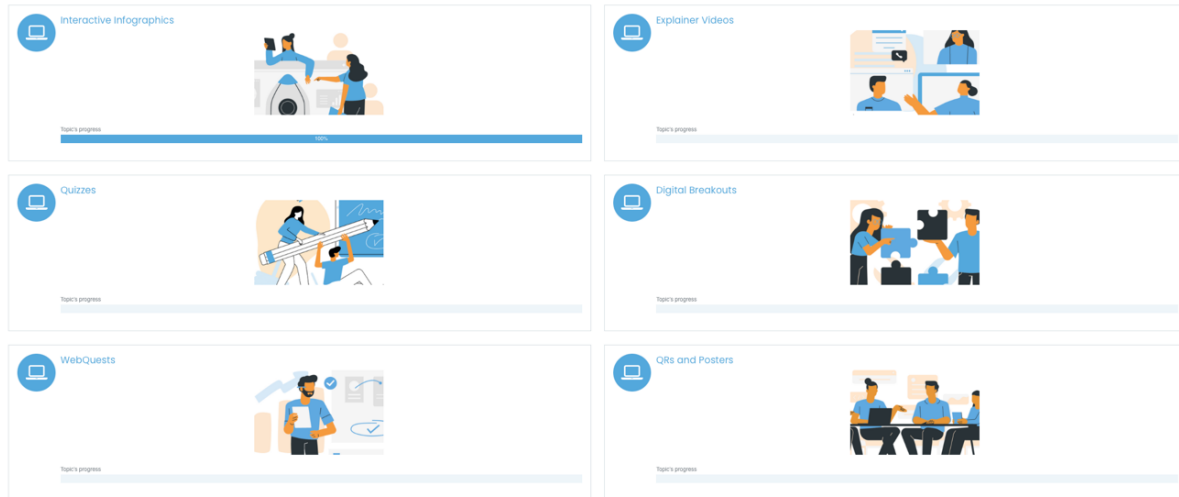 Interactive Infographics
Topic's progress
100%
Explainer Videos
Topic's progress
Quizzes
Topic's progress
Digital Breakouts
Topic's progress
WebQuests
Topic's progress
QRs and Posters
Topic's progress